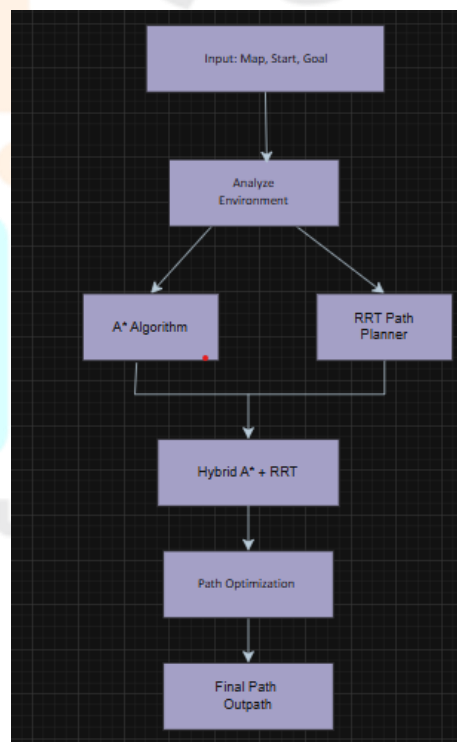 Input: Map, Start, Goal
Analyze
Environment
A* Algorithm
RRT Path
Planner
Hybrid A* + RRT
Path Optimization
Final Path
Outpath